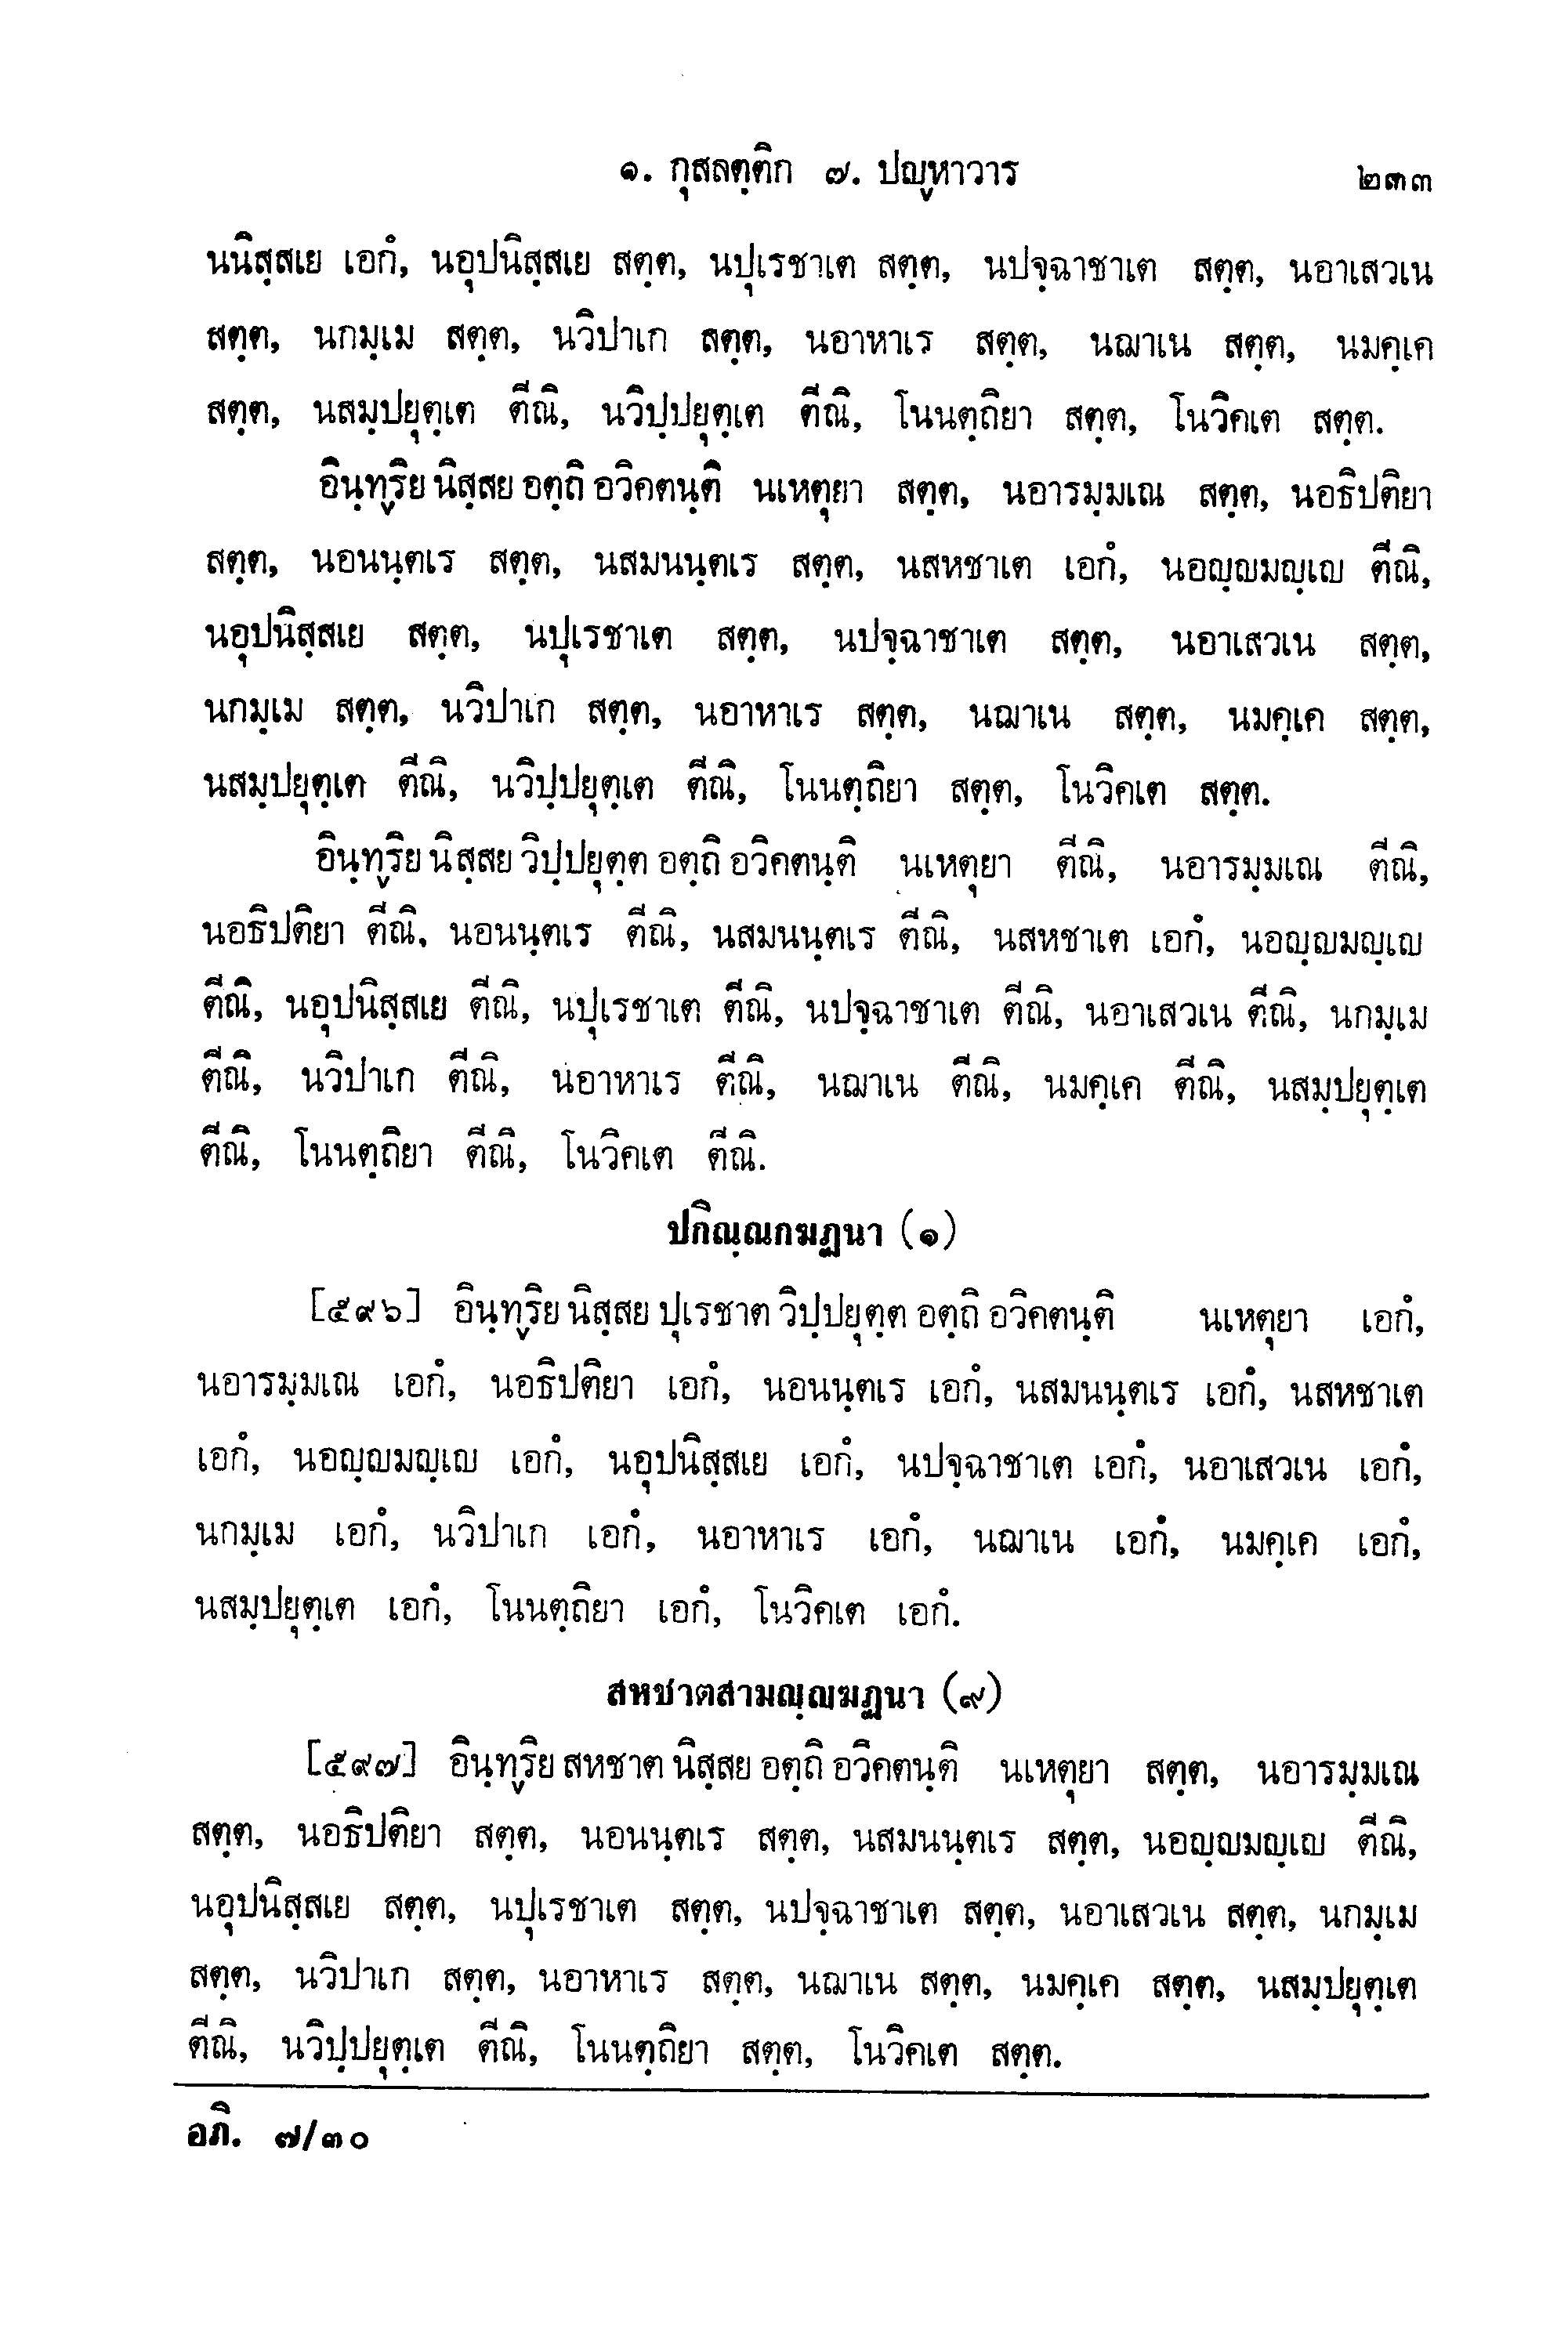 ๑. กุสลตฺติก ๗. ปญฺหาวาร ๒๓๓
นนิสฺสเย เอกํ, นอุปนิสฺสเย สตฺต, นปุเรชาเต สตฺต, นปจฺฉาชาเต สตฺต, นอาเสวเน
สตฺต, นกมฺเม สตฺต, นวิปาเก สตฺต, นอาหาเร สตฺต, นฌาเน สตฺต, นมคฺเค
สตฺต, นสมฺปยุตฺเต ตีณิ, นวิปฺปยุตฺเต ตีณิ, โนนตฺถิยา สตฺต, โนวิคเต สตฺต.
อินฺทฺริย นิสฺสย อตฺถิ อวิคตนฺติ นเหตุยา สตฺต, นอารมฺมเณ สตฺต, นอธิปติยา
สตฺต, นอนนฺตเร สตฺต, นสมนนฺตเร สตฺต, นสหชาเต เอกํ, นอญฺญมญฺเญ ตีณิ,
นอุปนิสฺสเย สตฺต, นปุเรชาเต สตฺต, นปจฺฉาชาเต สตฺต, นอาเสวเน สตฺต,
นกมฺเม สตฺต, นวิปาเก สตฺต, นอาหาเร สตฺต, นฌาเน สตฺต, นมคฺเค สตฺต,
นสมฺปยุตฺเต ตีณิ, นวิปฺปยุตฺเต ตีณิ, โนนตฺถิยา สตฺต, โนวิคเต สตฺต.
อินฺทฺริย นิสฺสย วิปฺปยุตฺต อตฺถิ อวิคตนฺติ นเหตุยา ตีณิ, นอารมฺมเณ ตีณิ,
นอธิปติยา ตีณิ, นอนนฺตเร ตีณิ, นสมนนฺตเร ตีณิ, นสหชาเต เอกํ, นอญฺญมญฺเญ
ตีณิ, นอุปนิสฺสเย ตีณิ, นปุเรชาเต ตีณิ, นปจฺฉาชาเต ตีณิ, นอาเสวเน ตีณิ, นกมฺเม
ตีณิ, นวิปาเก ตีณิ, นอาหาเร ตีณิ, นฌาเน ตีณิ, นมคฺเค ตีณิ, นสมฺปยุตฺเต
ตีณิ, โนนตฺถิยา ตีณิ, โนวิคเต ตีณิ.
ปกิณฺณกฆฏนา (๑)
[๕๙๖] อินฺทฺริย นิสฺสย ปุเรชาต วิปฺปยุตฺต อตฺถิ อวิคตนฺติ นเหตุยา เอกํ,
นอารมฺมเณ เอกํ, นอธิปติยา เอกํ, นอนนฺตเร เอกํ, นสมนนฺตเร เอกํ, นสหชาเต
เอกํ, นอญฺญมญฺเญ เอกํ, นอุปนิสฺสเย เอกํ, นปจฺฉาชาเต เอกํ, นอาเสวเน เอกํ,
นกมฺเม เอกํ, นวิปาเก เอกํ, นอาหาเร เอกํ, นฌาเน เอกํ, นมคฺเค เอกํ,
นสมฺปยุตฺเต เอกํ, โนนตฺถิยา เอกํ, โนวิคเต เอกํ.
สหชาตสามญฺญฆฏนา (๙)
[๕๙๗] อินฺทฺริย สหชาต นิสฺสย อตฺถิ อวิคตนฺติ นเหตุยา สตฺต, นอารมฺมเณ
สตฺต, นอธิปติยา สตฺต, นอนนฺตเร สตฺต, นสมนนฺตเร สตฺต, นอญฺญมญฺเญ ตีณิ,
นอุปนิสฺสเย สตฺต, นปุเรชาเต สตฺต, นปจฺฉาชาเต สตฺต, นอาเสวเน สตฺต, นกมฺเม
สตฺต, นวิปาเก สตฺต, นอาหาเร สตฺต, นฌาเน สตฺต, นมคฺเค สตฺต, นสมฺปยุตฺเต
ตีณิ, นวิปฺปยุตฺเต ตีณิ, โนนตฺถิยา สตฺต, โนวิคเต สตฺต.
อภิ. ๗/๓๐